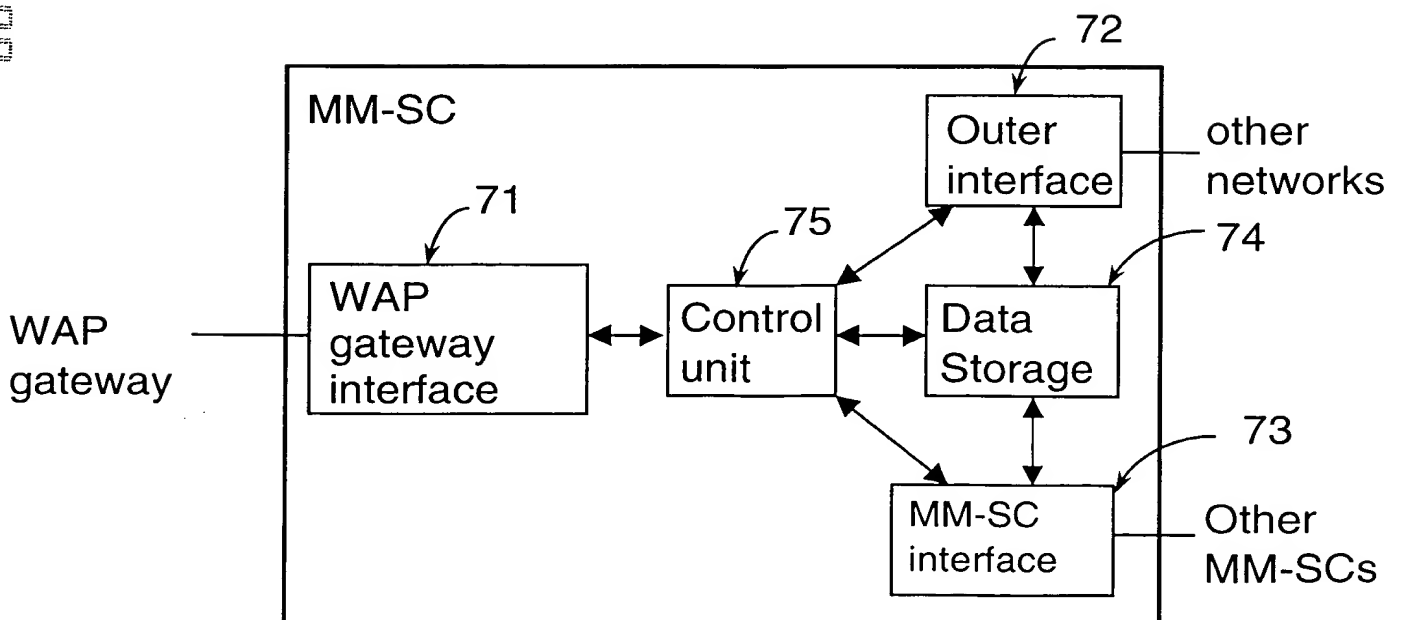 72
MM-SC
Outer
interface
other
networks
71
75
74
WAP
gateway
interface
Control
unit
Data
Storage
WAP
gateway
73
MM-SC
interface
Other
MM-SCs